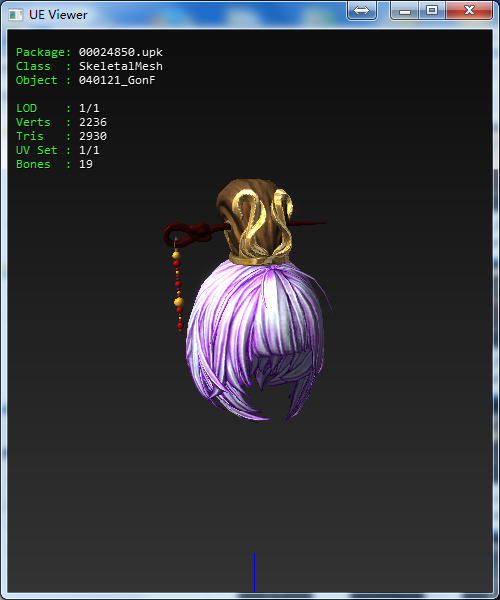 UE Viewer
Package: 00024850.upk
Class : SkeletalMesh
Object : 040121_GonF
LOD : 1/1
Verts : 2236
Tris : 2930
UV Set : 1/1
Bones : 19